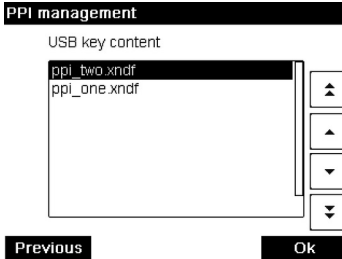 PPI management
USB key content
ppi_two.xndf
ppi_one.xndf
Previous
Ok